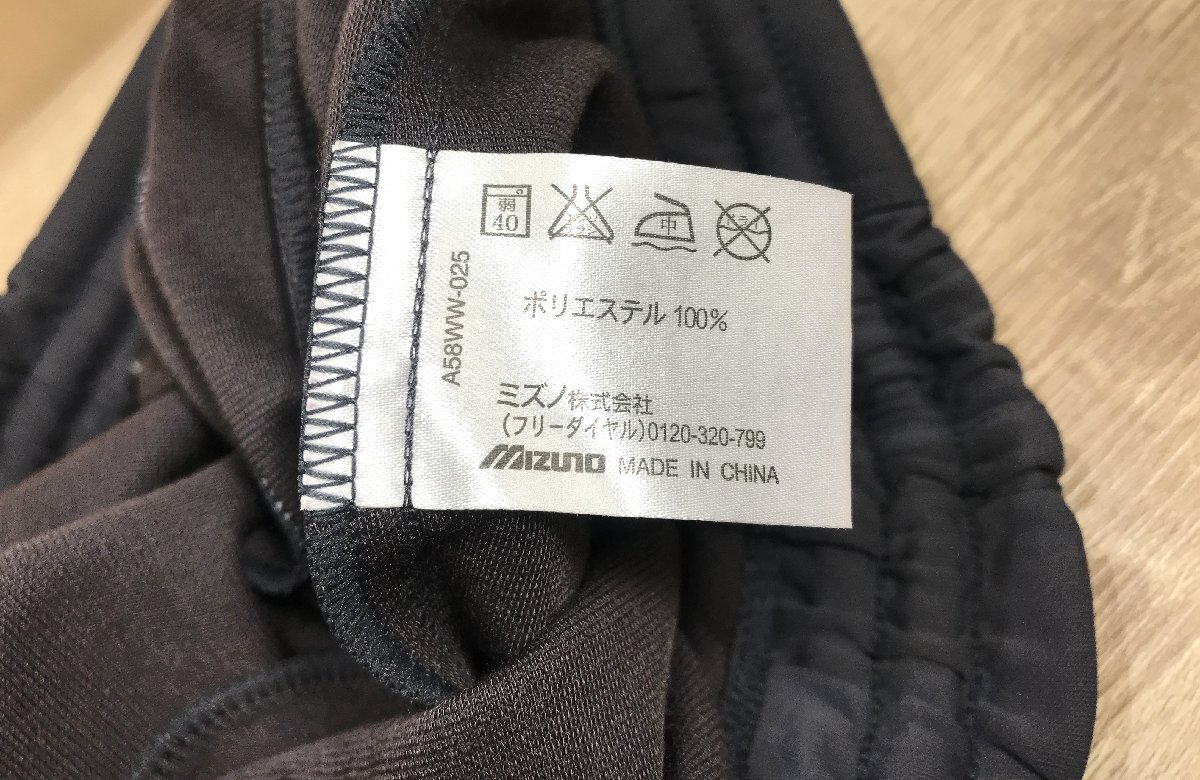 弱
40
中
ポリエステル 100%
A58WW-025
ミズノ株式会社
(フリーダイヤル)0120-320-799
MIZUNO MADE IN CHINA